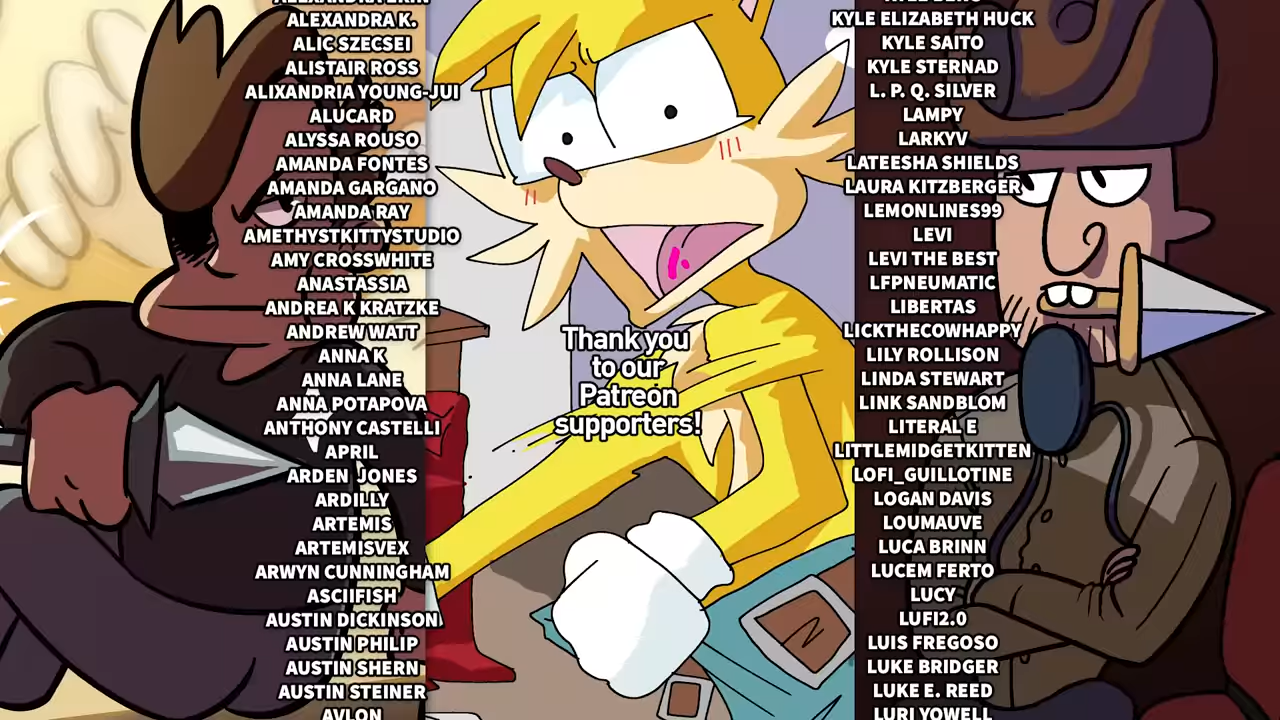 ALEXANDRA ERIN
ALEXANDRA K.
ALIC SZECSEI
ALISTAIR ROSS
ALIXANDRIA YOUNG-JUI
ALUCARD
ALYSSA ROUSO
AMANDA FONTES
AMANDA GARGANO
AMANDA RAY
AMETHYSTKITTYSTUDIO
AMY CROSSWHITE
ANASTASSIA
ANDREA K KRATZKE
ANDREW WATT
ANNA K
ANNA LANE
ANNA POTAPOVA
ANTHONY CASTELLI
APRIL
ARDEN JONES
ARDILLY
ARTEMIS
ARTEMISVEX
ARWYN CUNNINGHAM
ASCIIFISH
AUSTIN DICKINSON
AUSTIN PHILIP
AUSTIN SHERN
AUSTIN STEINER
AVLON
Thank you
to our
Patreon
supporters!
KYLE ELIZABETH HUCK
KYLE SAITO
KYLE STERNAD
L. P. Q. SILVER
LAMPY
LARKYV
LATEESHA SHIELDS
LAURA KITZBERGER
LEMONLINES99
LEVI
LEVI THE BEST
LFPNEUMATIC
LIBERTAS
LICKTHECOWHAPPY
LILY ROLLISON
LINDA STEWART
LINK SANDBLOM
LITERAL E
LITTLEMIDGETKITTEN
LOFI_GUILLOTINE
LOGAN DAVIS
LOUMAUVE
LUCA BRINN
LUCEM FERTO
LUCY
LUFI2.0
LUIS FREGOSO
LUKE BRIDGER
LUKE E. REED
LURI YOWELL